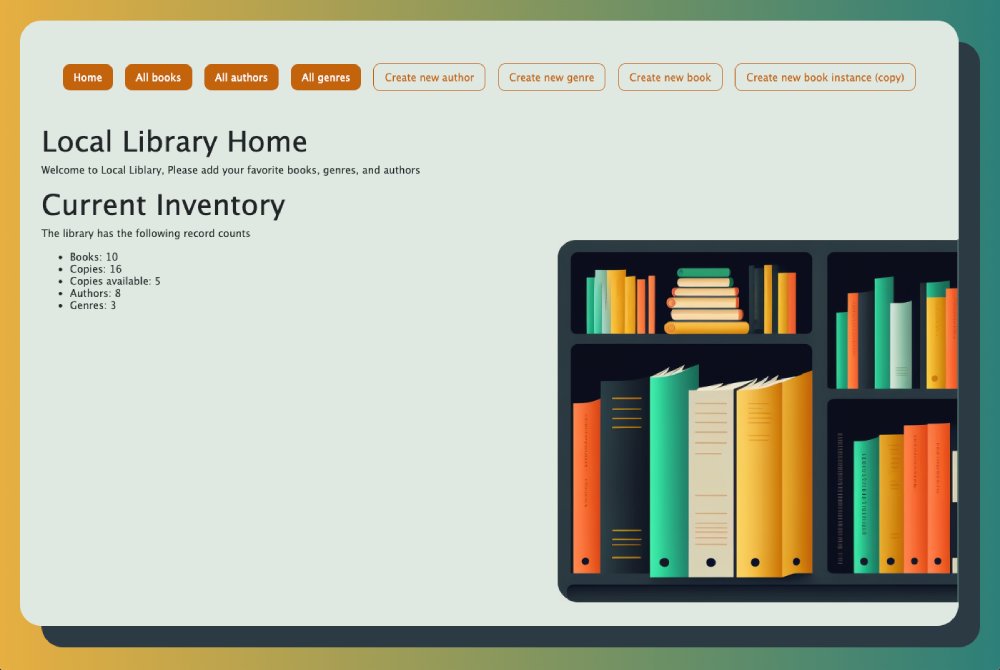 Home All books All authors All genres Create new author Create new genre Create new book Create new book instance (copy)
Local Library Home
Welcome to Local Liblary, Please add your favorite books, genres, and authors
Current Inventory
The library has the following record counts
Books: 10
Copies: 16
Copies available: 5
Authors: 8
Genres: 3